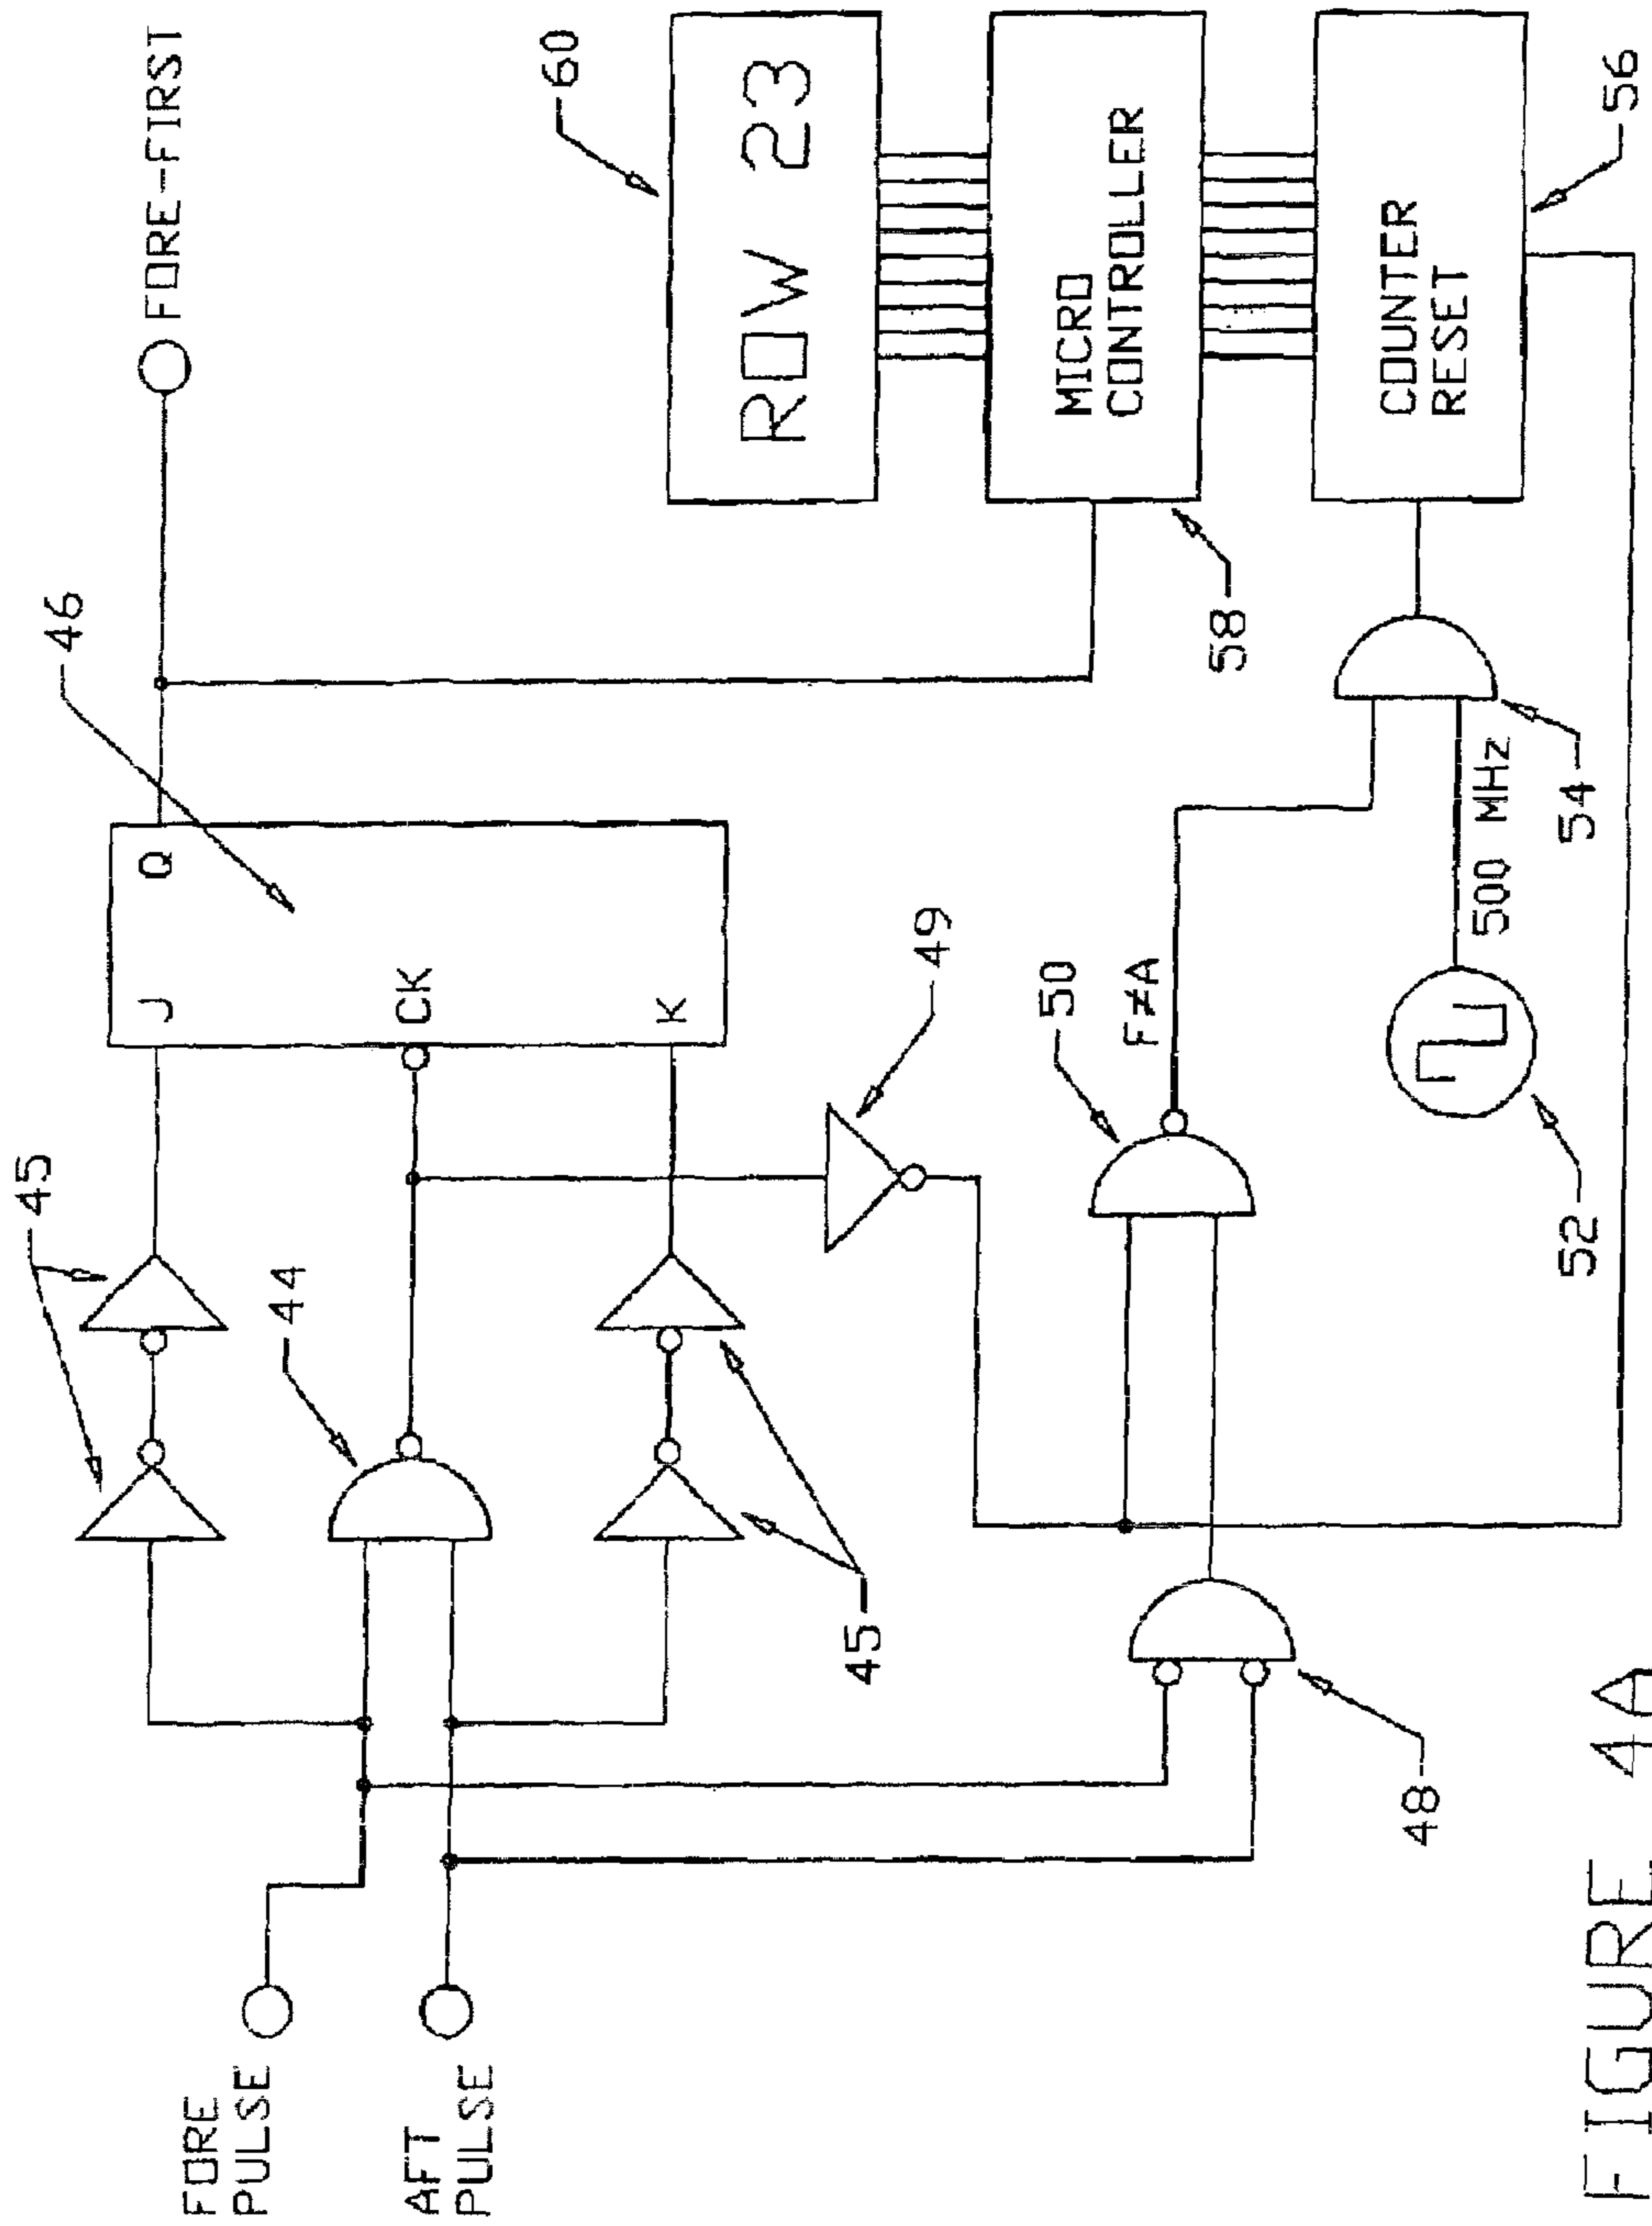 FORE
PULSE
AFT
PULSE
45
44
45
J
CK
K
Q
46
FORE-FIRST
49
48
50
F≠A
52
500 MHz
54
60
ROW 23
MICRO
CONTROLLER
58
COUNTER
RESET
56
FIGURE 4A